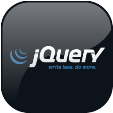 jQuery
write less. do more.